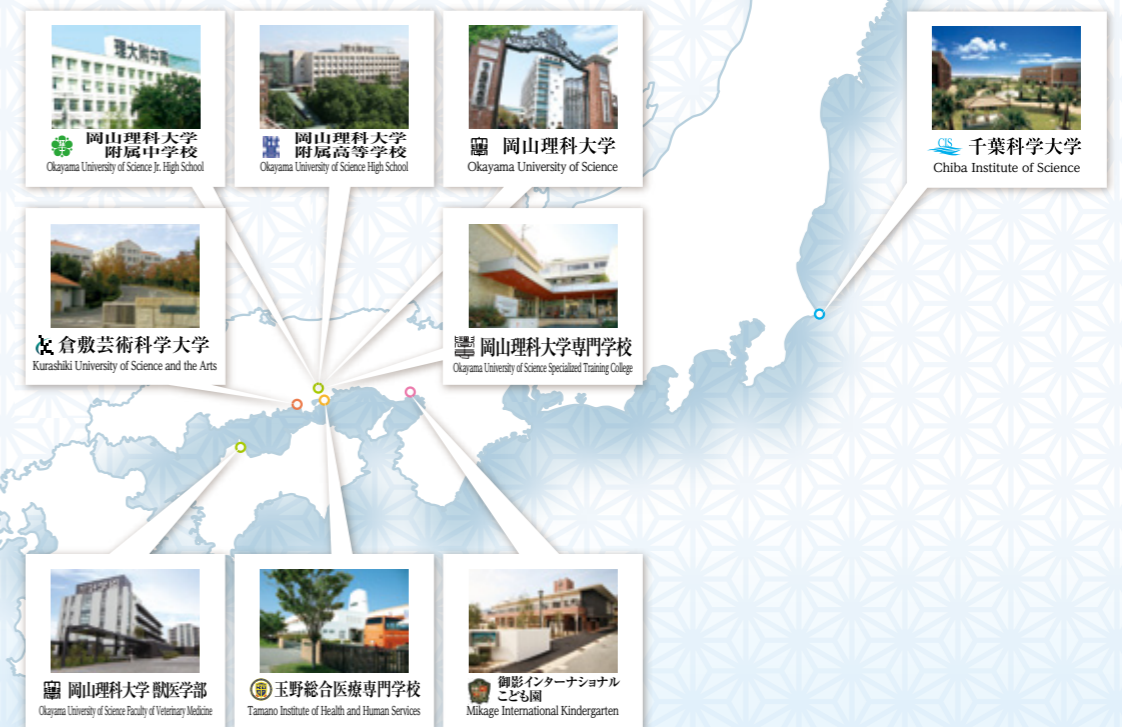 理大附中高
岡山理科大学
附属中学校
Okayama University of Science Jr. High School
岡山理科大学
附属高等学校
Okayama University of Science High School
岡山理科大学
Okayama University of Science
CIS
千葉科学大学
Chiba Institute of Science
倉敷芸術科学大学
Kurashiki University of Science and the Arts
岡山理科大学専門学校
Okayama University of Science Specialized Training College
岡山理科大学 獣医学部
Okayama University of Science Faculty of Veterinary Medicine
玉野総合医療専門学校
Tamano Institute of Health and Human Services
御影インターナショナル
こども園
Mikage International Kindergarten